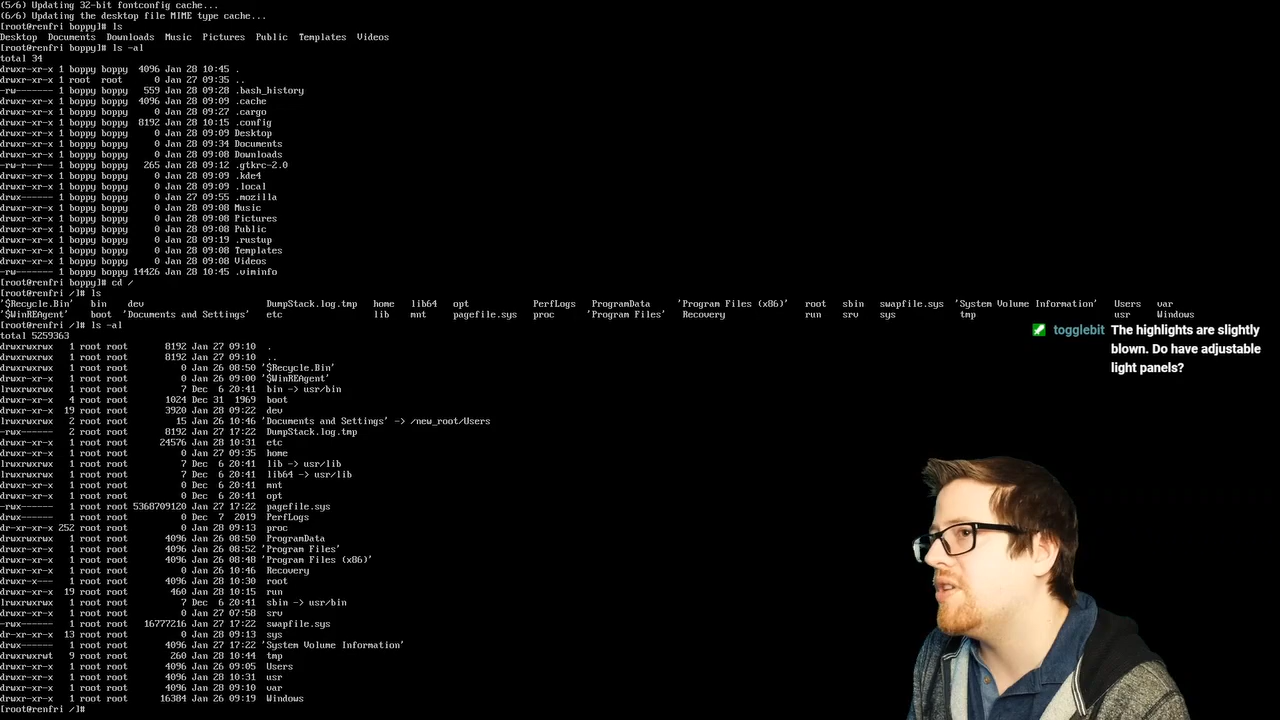 (5/6) Updating 32-bit fontconfig cache...
(6/6) Updating the desktop file MIME type cache...
[root@renfri boppy]# ls
Desktop  Documents  Downloads  Music  Pictures  Public  Templates  Videos
[root@renfri boppy]# ls -al
total 34
drwxr-xr-x 1 boppy boppy  4096 Jan 28 10:45 .
drwxr-xr-x 1 root  root      0 Jan 27 09:35 ..
-rw------- 1 boppy boppy   559 Jan 28 09:28 .bash_history
drwxr-xr-x 1 boppy boppy  4096 Jan 28 09:09 .cache
drwxr-xr-x 1 boppy boppy     0 Jan 28 09:27 .cargo
drwxr-xr-x 1 boppy boppy  8192 Jan 28 10:15 .config
drwxr-xr-x 1 boppy boppy     0 Jan 28 09:09 Desktop
drwxr-xr-x 1 boppy boppy     0 Jan 28 09:34 Documents
drwxr-xr-x 1 boppy boppy     0 Jan 28 09:08 Downloads
-rw-r--r-- 1 boppy boppy   265 Jan 28 09:12 .gtkrc-2.0
drwxr-xr-x 1 boppy boppy     0 Jan 28 09:09 .kde4
drwxr-xr-x 1 boppy boppy     0 Jan 28 09:09 .local
drwx------ 1 boppy boppy     0 Jan 27 09:55 .mozilla
drwxr-xr-x 1 boppy boppy     0 Jan 28 09:08 Music
drwxr-xr-x 1 boppy boppy     0 Jan 28 09:08 Pictures
drwxr-xr-x 1 boppy boppy     0 Jan 28 09:08 Public
drwxr-xr-x 1 boppy boppy     0 Jan 28 09:19 .rustup
drwxr-xr-x 1 boppy boppy     0 Jan 28 09:08 Templates
drwxr-xr-x 1 boppy boppy     0 Jan 28 09:08 Videos
-rw------- 1 boppy boppy 14426 Jan 28 10:45 .viminfo
[root@renfri boppy]# cd /
[root@renfri /]# ls
'$Recycle.Bin'  bin  dev  DumpStack.log.tmp  home  lib64  opt  PerfLogs  ProgramData  'Program Files (x86)'  root  sbin  swapfile.sys  'System Volume Information'  Users  var
'$WinREAgent'  boot  'Documents and Settings'  etc  lib  mnt  pagefile.sys  proc  'Program Files'  Recovery  run  srv  sys  tmp  usr  Windows
[root@renfri /]# ls -al
total 5259363
drwxrwxrwx   1 root root       8192 Jan 27 09:10  .
drwxrwxrwx   1 root root       8192 Jan 27 09:10  ..
drwxrwxrwx   1 root root          0 Jan 26 08:50 '$Recycle.Bin'
drwxrwxrwx   1 root root          0 Jan 26 09:00 '$WinREAgent'
lrwxrwxrwx   1 root root          7 Dec  6 20:41  bin -> usr/bin
drwxr-xr-x   4 root root       1024 Dec 31  1969  boot
drwxr-xr-x  19 root root       3920 Jan 28 09:22  dev
lrwxrwxrwx   2 root root         15 Jan 26 10:46 'Documents and Settings' -> /new_root/Users
-rwx------   2 root root       8192 Jan 27 17:22  DumpStack.log.tmp
drwxr-xr-x   1 root root      24576 Jan 28 10:31  etc
drwxr-xr-x   1 root root          0 Jan 27 09:35  home
lrwxrwxrwx   1 root root          7 Dec  6 20:41  lib -> usr/lib
lrwxrwxrwx   1 root root          7 Dec  6 20:41  lib64 -> usr/lib
drwxr-xr-x   1 root root          0 Dec  6 20:41  mnt
drwxr-xr-x   1 root root          0 Dec  6 20:41  opt
-rwx------   1 root root 5368709120 Jan 27 17:22  pagefile.sys
drwx------   1 root root          0 Dec  7  2019  PerfLogs
dr-xr-xr-x 252 root root          0 Jan 28 09:13  proc
drwxrwxrwx   1 root root       4096 Jan 26 08:50  ProgramData
drwxr-xr-x   1 root root       4096 Jan 26 08:52 'Program Files'
drwxr-xr-x   1 root root       4096 Jan 26 08:48 'Program Files (x86)'
drwxr-xr-x   1 root root          0 Jan 26 10:46  Recovery
drwxr-x---   1 root root       4096 Jan 28 10:30  root
drwxr-xr-x  19 root root        460 Jan 28 10:15  run
lrwxrwxrwx   1 root root          7 Dec  6 20:41  sbin -> usr/bin
drwxr-xr-x   1 root root          0 Jan 27 07:58  srv
-rwx------   1 root root   16777216 Jan 27 17:22  swapfile.sys
dr-xr-xr-x  13 root root          0 Jan 28 09:13  sys
drwx------   1 root root       4096 Jan 27 17:22 'System Volume Information'
drwxrwxrwt   9 root root        260 Jan 28 10:44  tmp
drwxr-xr-x   1 root root       4096 Jan 26 09:05  Users
drwxr-xr-x   1 root root       4096 Jan 28 10:31  usr
drwxr-xr-x   1 root root       4096 Jan 28 09:10  var
drwxr-xr-x   1 root root      16384 Jan 26 09:19  Windows
[root@renfri /]#
togglebit The highlights are slightly
blown. Do have adjustable
light panels?